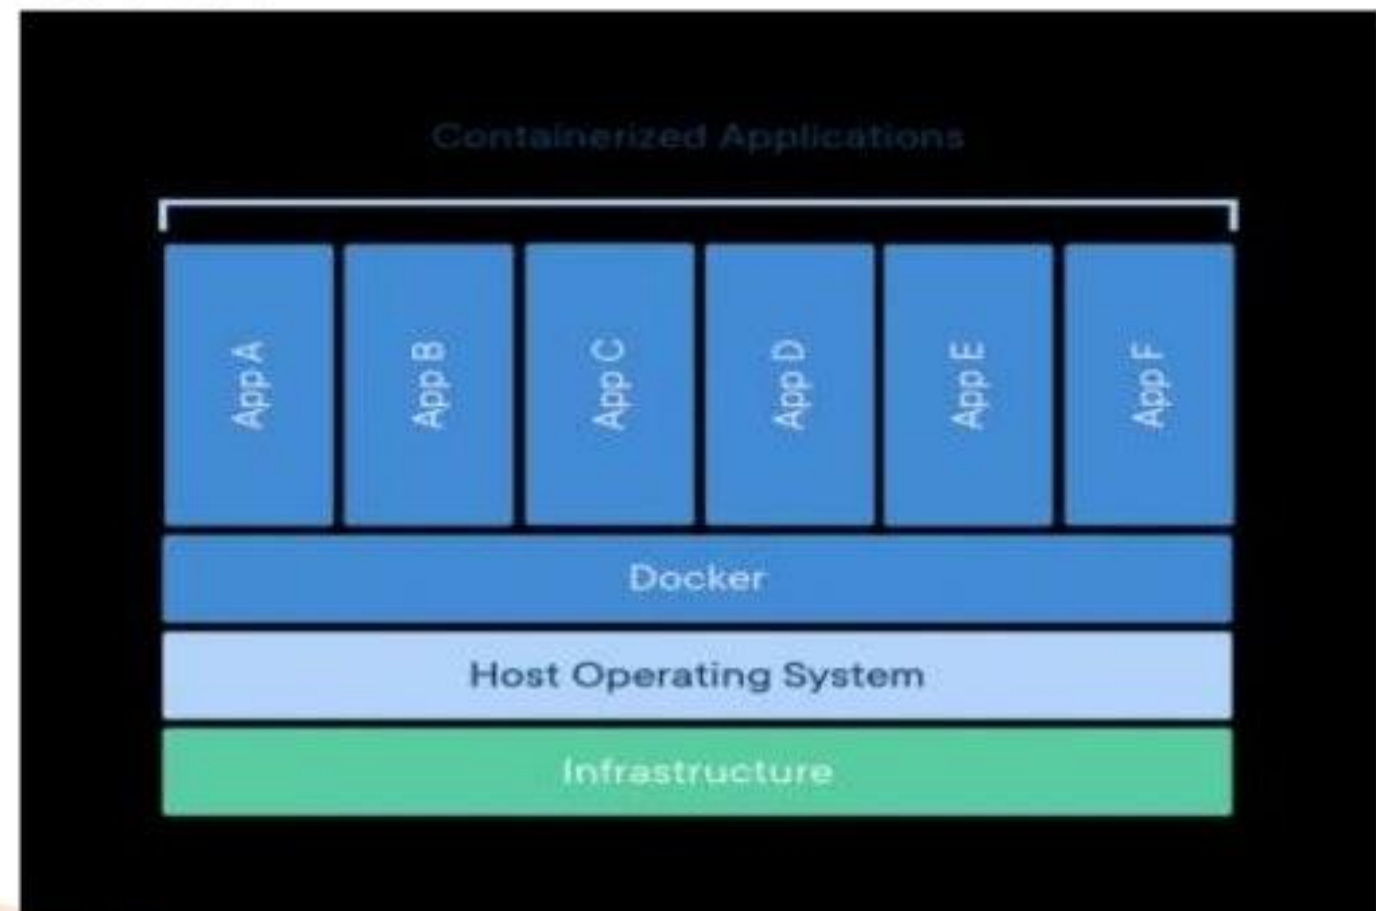 Containerized Applications
App A
App B
App C
App D
App E
App F
Docker
Host Operating System
Infrastructure